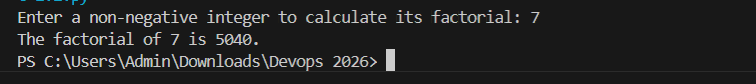 Enter a non-negative integer to calculate its factorial: 7
The factorial of 7 is 5040.
PS C:\Users\Admin\Downloads\Devops 2026>